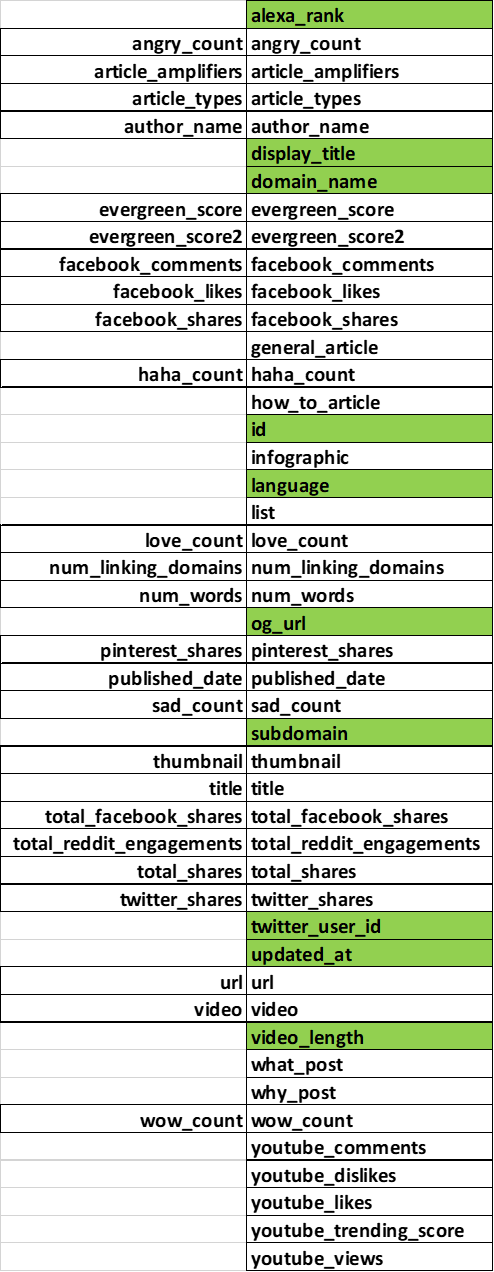 alexa_rank
angry_count angry_count
article_amplifiers article_amplifiers
article_types article_types
author_name author_name
display_title
domain_name
evergreen_score evergreen_score
evergreen_score2 evergreen_score2
facebook_comments facebook_comments
facebook_likes facebook_likes
facebook_shares facebook_shares
general_article
haha_count haha_count
how_to_article
id
infographic
language
list
love_count love_count
num_linking_domains num_linking_domains
num_words num_words
og_url
pinterest_shares pinterest_shares
published_date published_date
sad_count sad_count
subdomain
thumbnail thumbnail
title title
total_facebook_shares total_facebook_shares
total_reddit_engagements total_reddit_engagements
total_shares total_shares
twitter_shares twitter_shares
twitter_user_id
updated_at
url url
video video
video_length
what_post
why_post
wow_count wow_count
youtube_comments
youtube_dislikes
youtube_likes
youtube_trending_score
youtube_views